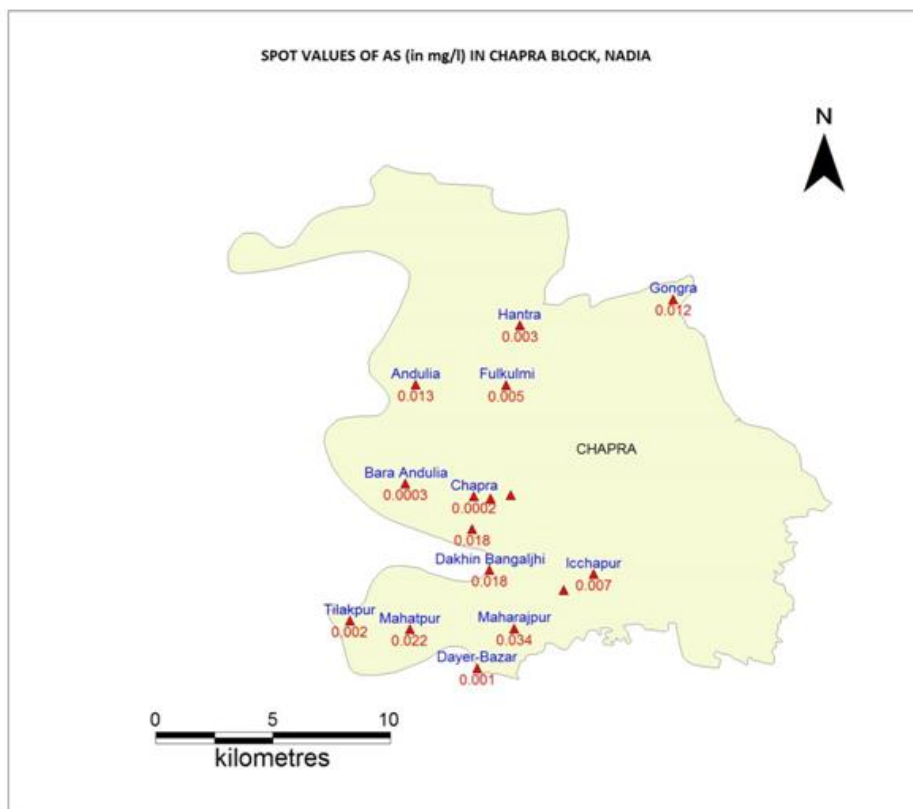 SPOT VALUES OF AS (in mg/l) IN CHAPRA BLOCK, NADIA
N
Gongra
0.012
Hantra
0.003
Andulia
0.013
Fulkulmi
0.005
CHAPRA
Bara Andulia
0.0003
Chapra
0.0002
0.018
Dakhin Bangaljhi
0.018
Icchapur
0.007
Tilakpur
0.002
Mahatpur
0.022
Maharajpur
0.034
Dayer-Bazar
0.001
0 5 10
kilometres